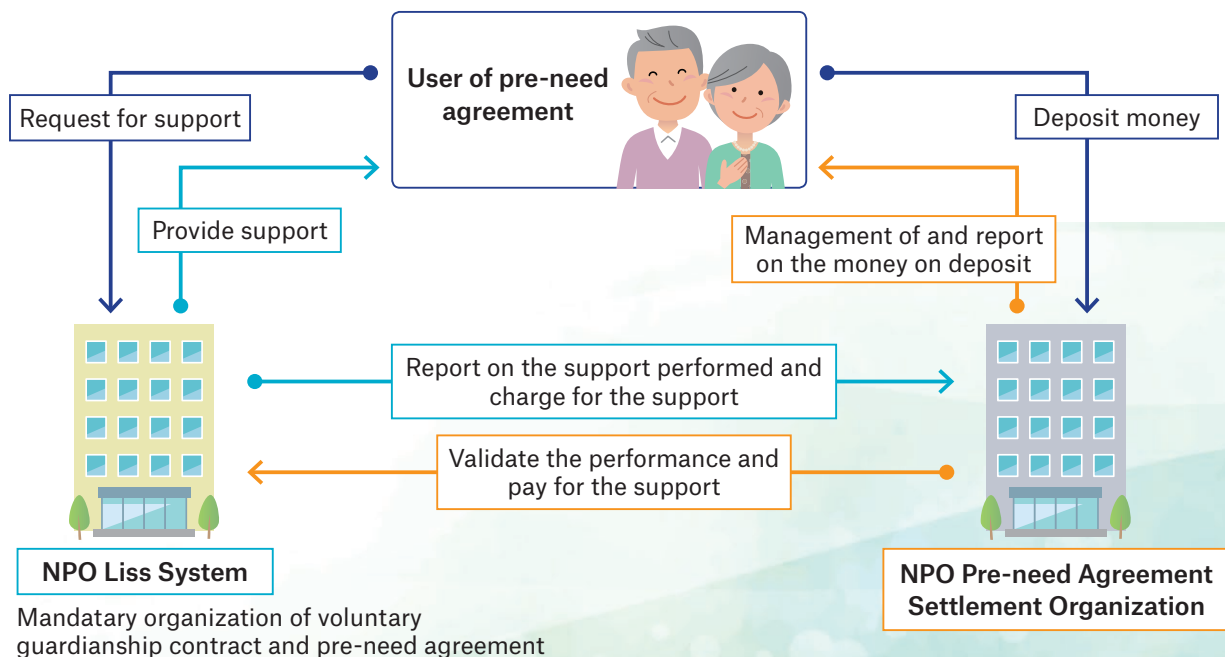 User of pre-need
agreement
Request for support
Deposit money
Provide support
Management of and report
on the money on deposit
Report on the support performed and
charge for the support
Validate the performance and
pay for the support
NPO Liss System
Mandatary organization of voluntary
guardianship contract and pre-need agreement
NPO Pre-need Agreement
Settlement Organization